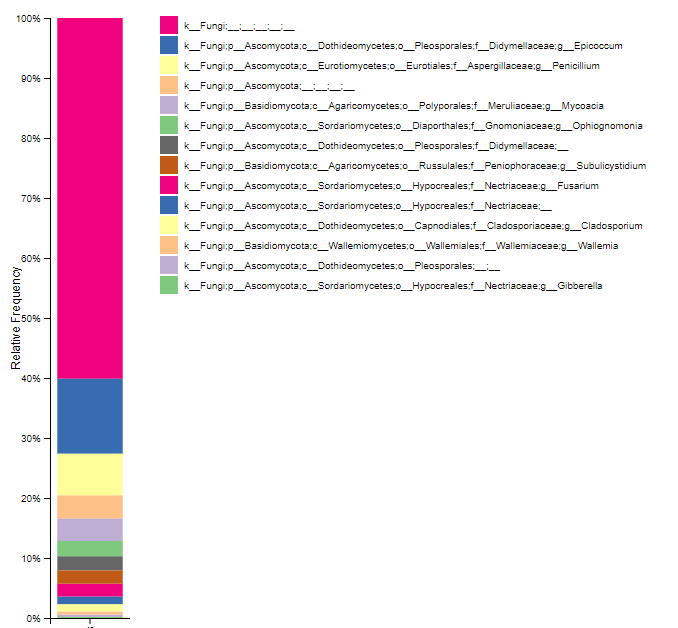 100%
90%
80%
70%
60%
50%
40%
30%
20%
10%
0%
Relative Frequency
k__Fungi;__;__;__;__;__
k__Fungi;p__Ascomycota;c__Dothideomycetes;o__Pleosporales;f__Didymellaceae;g__Epicoccum
k__Fungi;p__Ascomycota;c__Eurotiomycetes;o__Eurotiales;f__Aspergillaceae;g__Penicillium
k__Fungi;p__Ascomycota;__;__;__;__
k__Fungi;p__Basidiomycota;c__Agaricomycetes;o__Polyporales;f__Meruliaceae;g__Mycoacia
k__Fungi;p__Ascomycota;c__Sordariomycetes;o__Diaporthales;f__Gnomoniaceae;g__Ophiognomonia
k__Fungi;p__Ascomycota;c__Dothideomycetes;o__Pleosporales;f__Didymellaceae;__
k__Fungi;p__Basidiomycota;c__Agaricomycetes;o__Russulales;f__Peniophoraceae;g__Subulicystidium
k__Fungi;p__Ascomycota;c__Sordariomycetes;o__Hypocreales;f__Nectriaceae;g__Fusarium
k__Fungi;p__Ascomycota;c__Sordariomycetes;o__Hypocreales;f__Nectriaceae;__
k__Fungi;p__Ascomycota;c__Dothideomycetes;o__Capnodiales;f__Cladosporiaceae;g__Cladosporium
k__Fungi;p__Basidiomycota;c__Wallemiomycetes;o__Wallemiales;f__Wallemiaceae;g__Wallemia
k__Fungi;p__Ascomycota;c__Dothideomycetes;o__Pleosporales;__;__
k__Fungi;p__Ascomycota;c__Sordariomycetes;o__Hypocreales;f__Nectriaceae;g__Gibberella